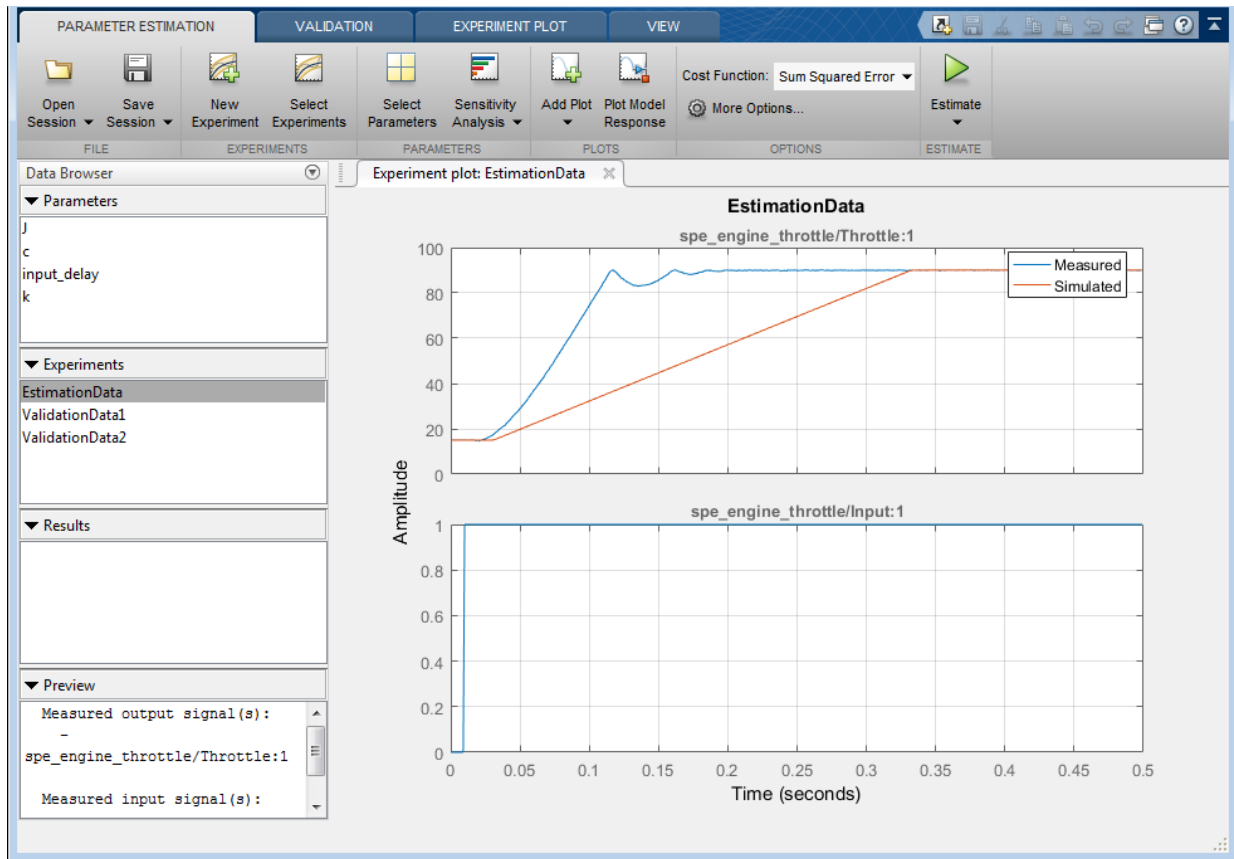 PARAMETER ESTIMATION VALIDATION EXPERIMENT PLOT VIEW
Cost Function: Sum Squared Error
More Options...
Open Session
Save Session
New Experiment
Select Experiments
Select Parameters
Sensitivity Analysis
Add Plot
Plot Model Response
Estimate
FILE EXPERIMENTS PARAMETERS PLOTS OPTIONS ESTIMATE
Data Browser
Parameters
J
c
input_delay
k
Experiments
EstimationData
ValidationData1
ValidationData2
Results
Preview
Measured output signal(s):
-
spe_engine_throttle/Throttle:1
Measured input signal(s):
Experiment plot: EstimationData
EstimationData
spe_engine_throttle/Throttle:1
Measured
Simulated
100
80
60
40
20
0
Amplitude
spe_engine_throttle/Input:1
1
0.8
0.6
0.4
0.2
0
0 0.05 0.1 0.15 0.2 0.25 0.3 0.35 0.4 0.45 0.5
Time (seconds)